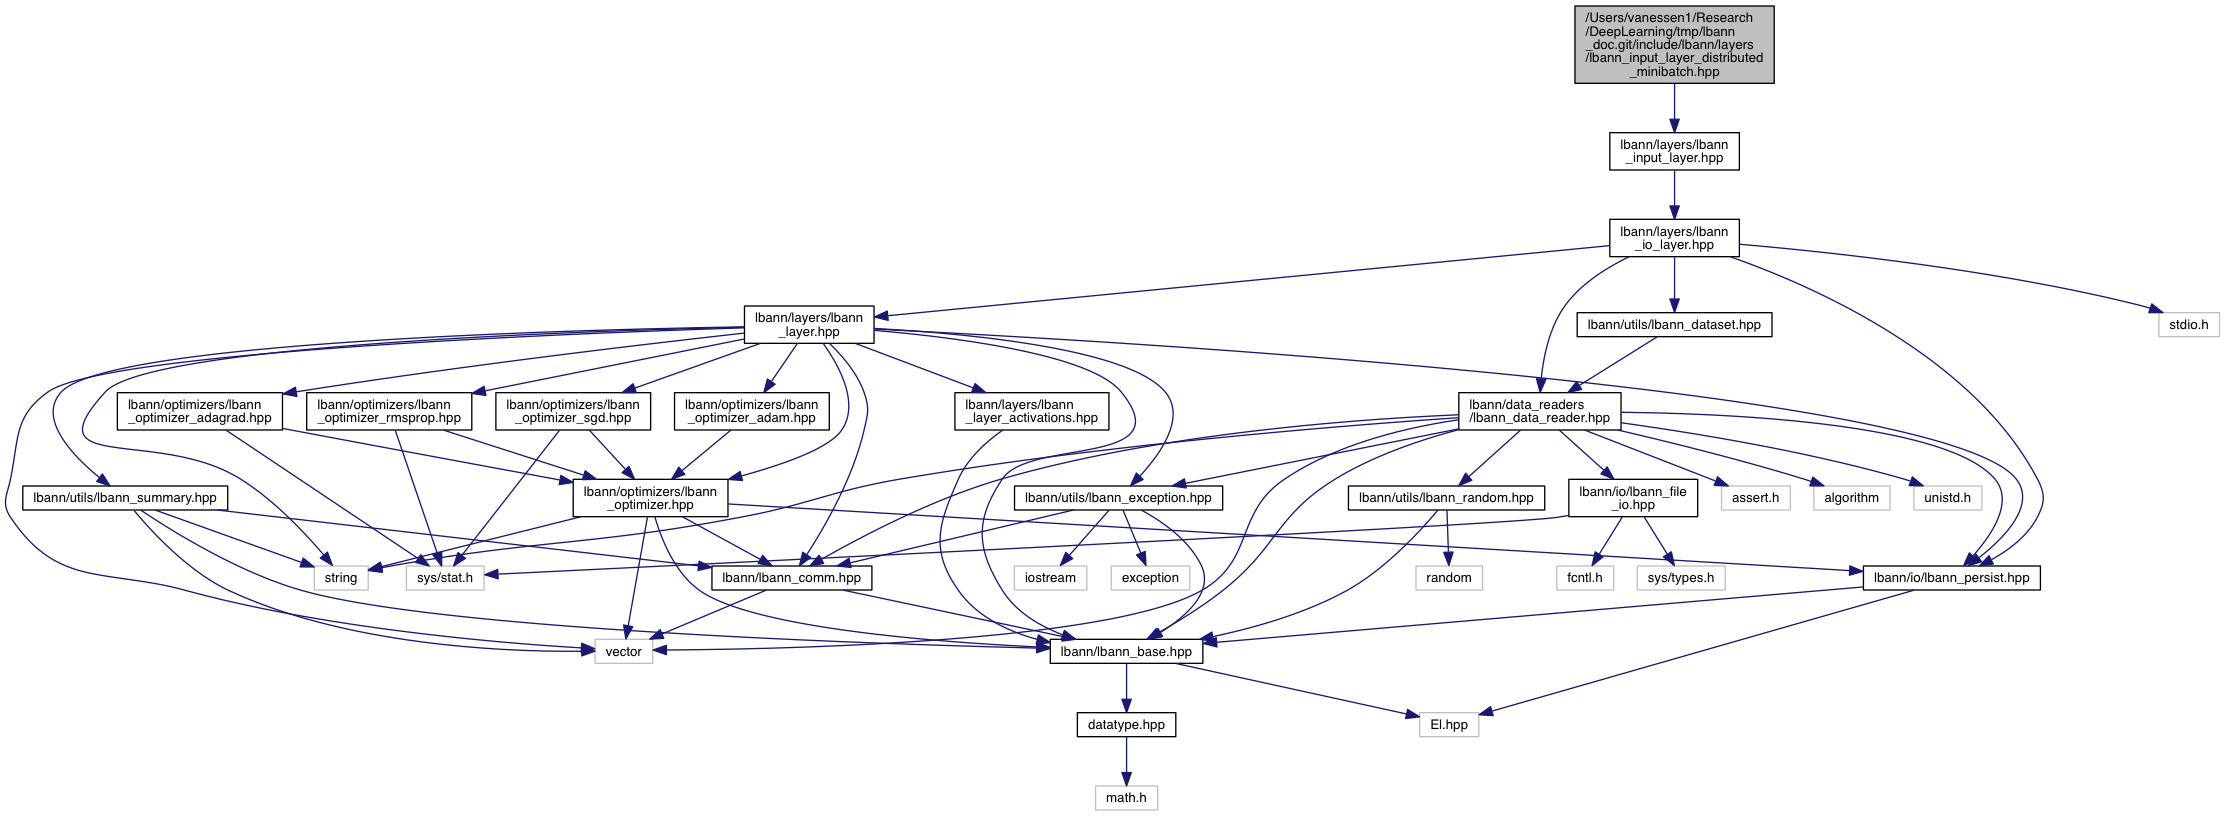 /Users/vanessen1/Research
/DeepLearning/tmp/lbann
_doc.git/include/lbann/layers
/lbann_input_layer_distributed
_minibatch.hpp
lbann/layers/lbann
_input_layer.hpp
lbann/layers/lbann
_io_layer.hpp
lbann/layers/lbann
_layer.hpp
lbann/utils/lbann_dataset.hpp
stdio.h
lbann/optimizers/lbann
_optimizer_adagrad.hpp
lbann/optimizers/lbann
_optimizer_rmsprop.hpp
lbann/optimizers/lbann
_optimizer_sgd.hpp
lbann/optimizers/lbann
_optimizer_adam.hpp
lbann/layers/lbann
_layer_activations.hpp
lbann/data_readers
/lbann_data_reader.hpp
lbann/utils/lbann_summary.hpp
lbann/optimizers/lbann
_optimizer.hpp
lbann/utils/lbann_exception.hpp
lbann/utils/lbann_random.hpp
lbann/io/lbann_file
_io.hpp
assert.h
algorithm
unistd.h
string
sys/stat.h
lbann/lbann_comm.hpp
iostream
exception
random
fcntl.h
sys/types.h
lbann/io/lbann_persist.hpp
vector
lbann/lbann_base.hpp
datatype.hpp
El.hpp
math.h